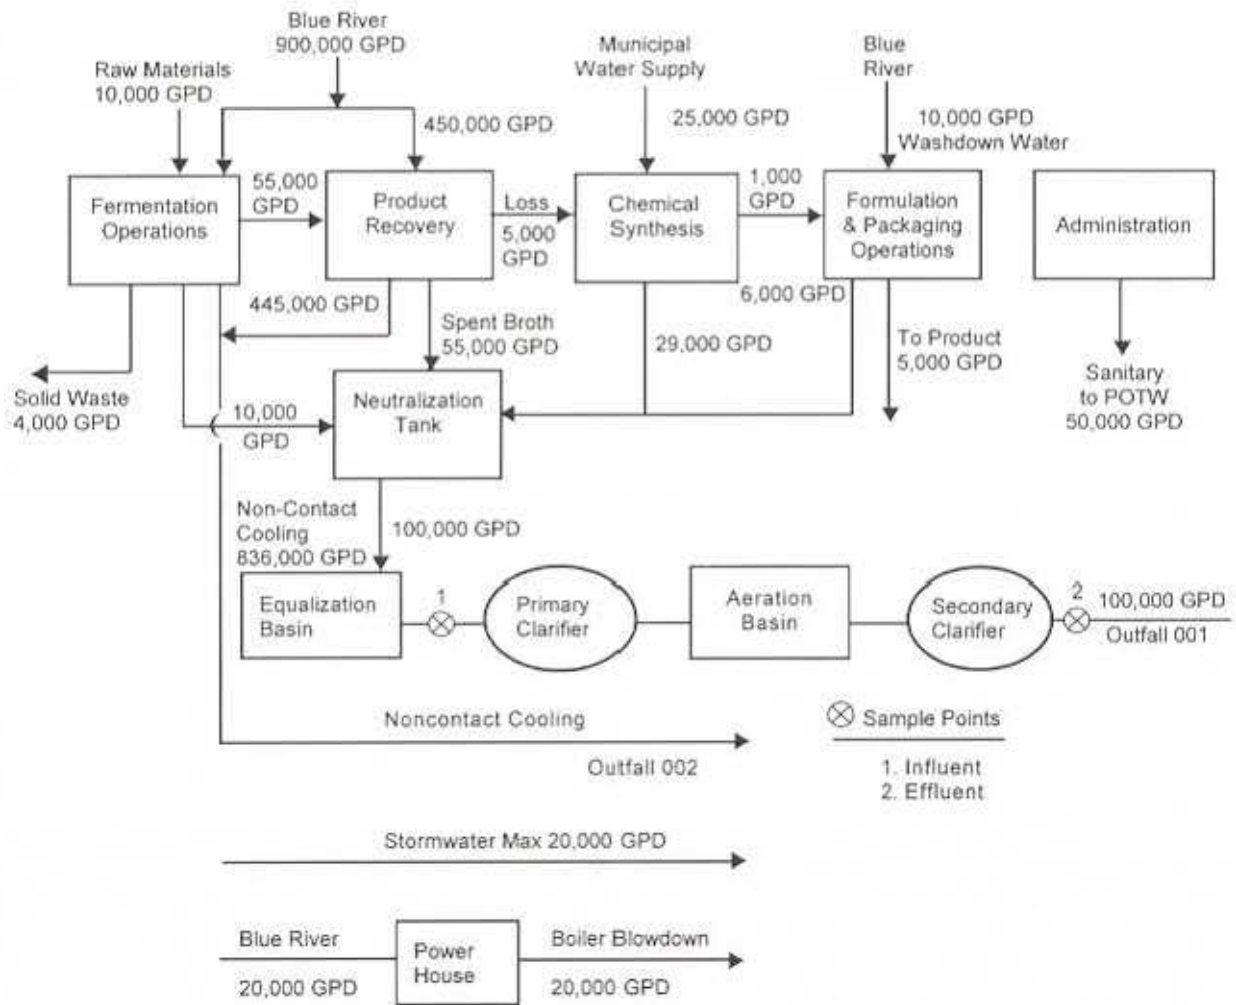 Blue River
900,000 GPD
Raw Materials
10,000 GPD
Municipal
Water Supply
Blue
River
450,000 GPD
25,000 GPD
10,000 GPD
Washdown Water
Fermentation
Operations
55,000
GPD
Product
Recovery
Loss
5,000
GPD
Chemical
Synthesis
1,000
GPD
Formulation
& Packaging
Operations
Administration
445,000 GPD
Spent Broth
55,000 GPD
29,000 GPD
6,000 GPD
To Product
5,000 GPD
Sanitary
to POTW
50,000 GPD
Solid Waste
4,000 GPD
10,000
GPD
Neutralization
Tank
Non-Contact
Cooling
836,000 GPD
100,000 GPD
Equalization
Basin
1
Primary
Clarifier
Aeration
Basin
Secondary
Clarifier
2
100,000 GPD
Outfall 001
Noncontact Cooling
Outfall 002
Sample Points
1. Influent
2. Effluent
Stormwater Max 20,000 GPD
Blue River
20,000 GPD
Power
House
Boiler Blowdown
20,000 GPD